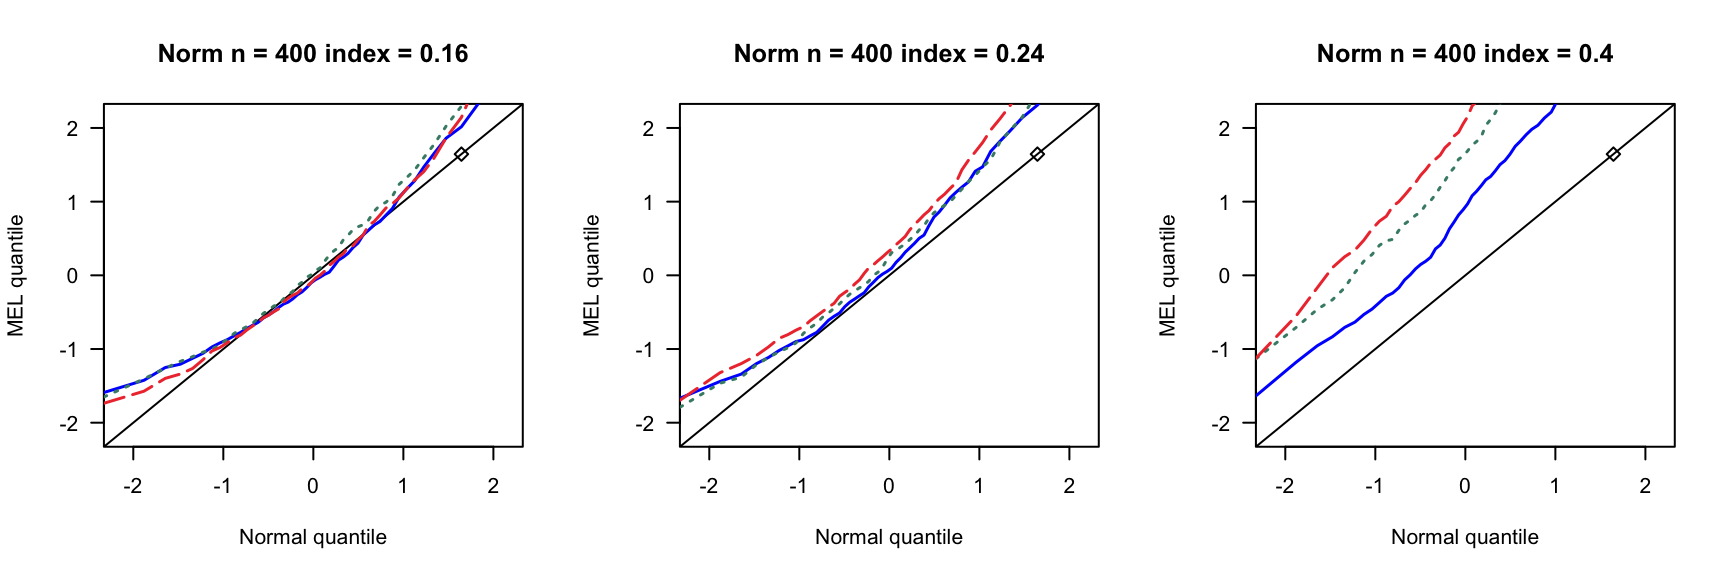 Norm n = 400 index = 0.16
MEL quantile
2
1
0
-1
-2
-2 -1 0 1 2
Normal quantile
Norm n = 400 index = 0.24
MEL quantile
2
1
0
-1
-2
-2 -1 0 1 2
Normal quantile
Norm n = 400 index = 0.4
MEL quantile
2
1
0
-1
-2
-2 -1 0 1 2
Normal quantile